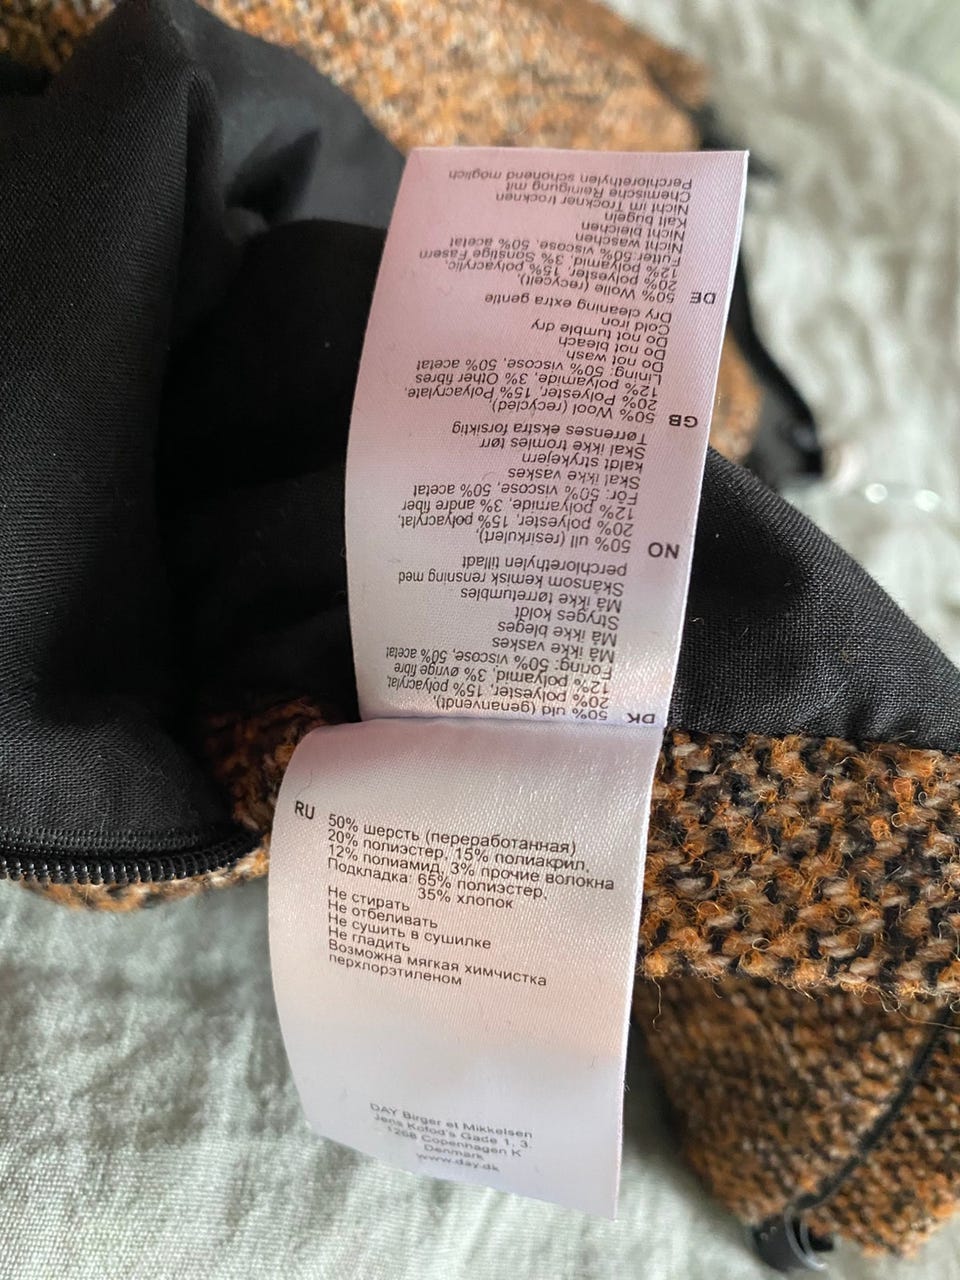 DK
50% uld (genanvendt),
20% polyester, 15% polyacrylat,
12% polyamid, 3% øvrige fibre
Foring: 50% viscose, 50% acetat
Må ikke vaskes
Må ikke bleges
Stryges koldt
Må ikke tørretumbles
Skånsom kemisk rensning med
perchlorethylen tilladt
NO
50% ull (resirkulert),
20% polyester, 15% polyacrylat,
12% polyamide, 3% andre fiber
Fôr: 50% viscose, 50% acetat
Skal ikke vaskes
kaldt strykejern
Skal ikke tromles tørr
Tørrenses ekstra forsiktig
GB
50% Wool (recycled),
20% Polyester, 15% Polyacrylate,
12% polyamide, 3% Other fibres
Lining: 50% viscose, 50% acetat
Do not wash
Do not bleach
Do not tumble dry
Cold iron
Dry cleaning extra gentle
DE
50% Wolle (recycelt),
20% polyester, 15% polyacrylic,
12% polyamid, 3% Sonstige Fasern
Futter: 50% viscose, 50% acetat
Nicht waschen
Nicht bleichen
Kalt bugeln
Nicht im Trockner trocknen
Chemische Reinigung mit
Perchlorethylen schonend möglich
RU
50% шерсть (переработанная)
20% полиэстер, 15% полиакрил,
12% полиамид, 3% прочие волокна
Подкладка: 65% полиэстер,
35% хлопок
Не стирать
Не отбеливать
Не сушить в сушилке
Не гладить
Возможна мягкая химчистка
перхлорэтиленом
DAY Birger et Mikkelsen
Jens Kofod's Gade 1, 3.
1268 Copenhagen K
Denmark
www.day.dk